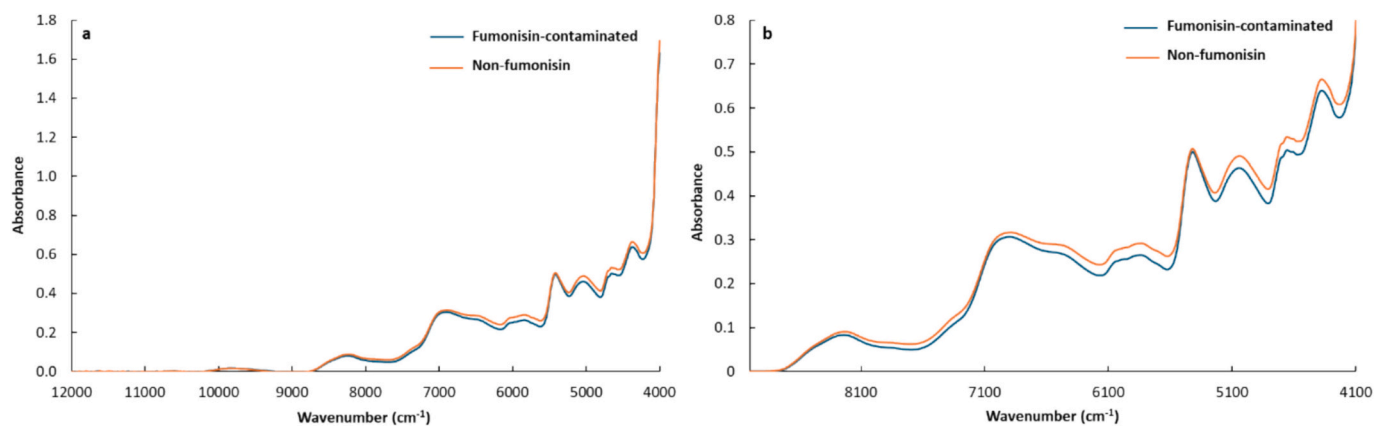 a
Fumonisin-contaminated
Non-fumonisin
Absorbance
1.8
1.6
1.4
1.2
1.0
0.8
0.6
0.4
0.2
0.0
12000 11000 10000 9000 8000 7000 6000 5000 4000
Wavenumber (cm⁻¹)
b
Fumonisin-contaminated
Non-fumonisin
Absorbance
0.8
0.7
0.6
0.5
0.4
0.3
0.2
0.1
0
8100 7100 6100 5100 4100
Wavenumber (cm⁻¹)